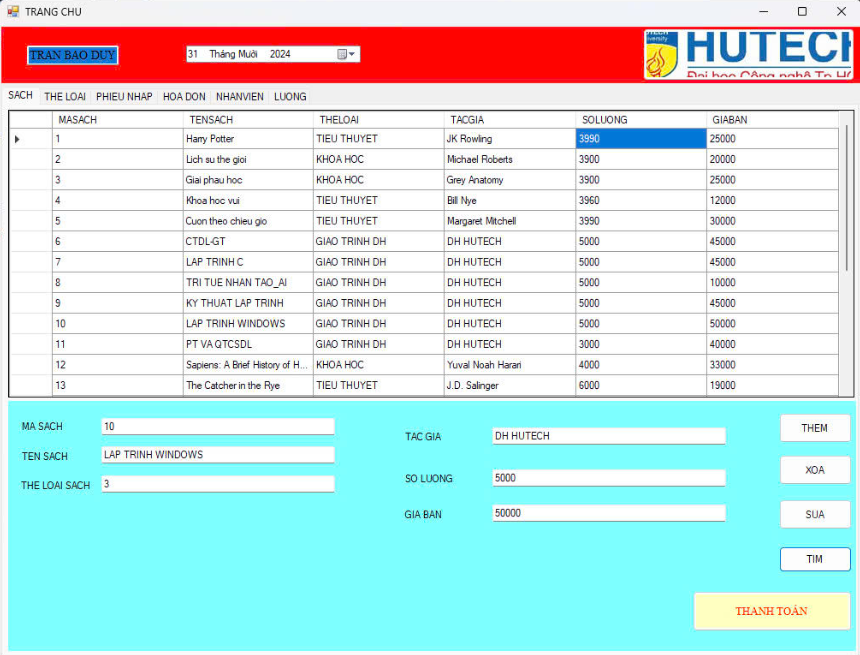 TRANG CHU
TRAN BAO DUY
31 Tháng Mười 2024
HUTECH
Đại học Công nghệ Tp.HC
SACH THE LOAI PHIEU NHAP HOA DON NHANVIEN LUONG
MASACH TENSACH THELOAI TACGIA SOLUONG GIABAN
1 Harry Potter TIEU THUYET JK Rowling 3990 25000
2 Lich su the gioi KHOA HOC Michael Roberts 3900 20000
3 Giai phau hoc KHOA HOC Grey Anatomy 3900 25000
4 Khoa hoc vui TIEU THUYET Bill Nye 3960 12000
5 Cuon theo chieu gio TIEU THUYET Margaret Mitchell 3990 30000
6 CTDL-GT GIAO TRINH DH DH HUTECH 5000 45000
7 LAP TRINH C GIAO TRINH DH DH HUTECH 5000 45000
8 TRI TUE NHAN TAO_AI GIAO TRINH DH DH HUTECH 5000 10000
9 KY THUAT LAP TRINH GIAO TRINH DH DH HUTECH 5000 45000
10 LAP TRINH WINDOWS GIAO TRINH DH DH HUTECH 5000 50000
11 PT VA QTCSDL GIAO TRINH DH DH HUTECH 3000 40000
12 Sapiens: A Brief History of H... KHOA HOC Yuval Noah Harari 4000 33000
13 The Catcher in the Rye TIEU THUYET J.D. Salinger 6000 19000
MA SACH 10
TEN SACH LAP TRINH WINDOWS
THE LOAI SACH 3
TAC GIA DH HUTECH
SO LUONG 5000
GIA BAN 50000
THEM
XOA
SUA
TIM
THANH TOÁN